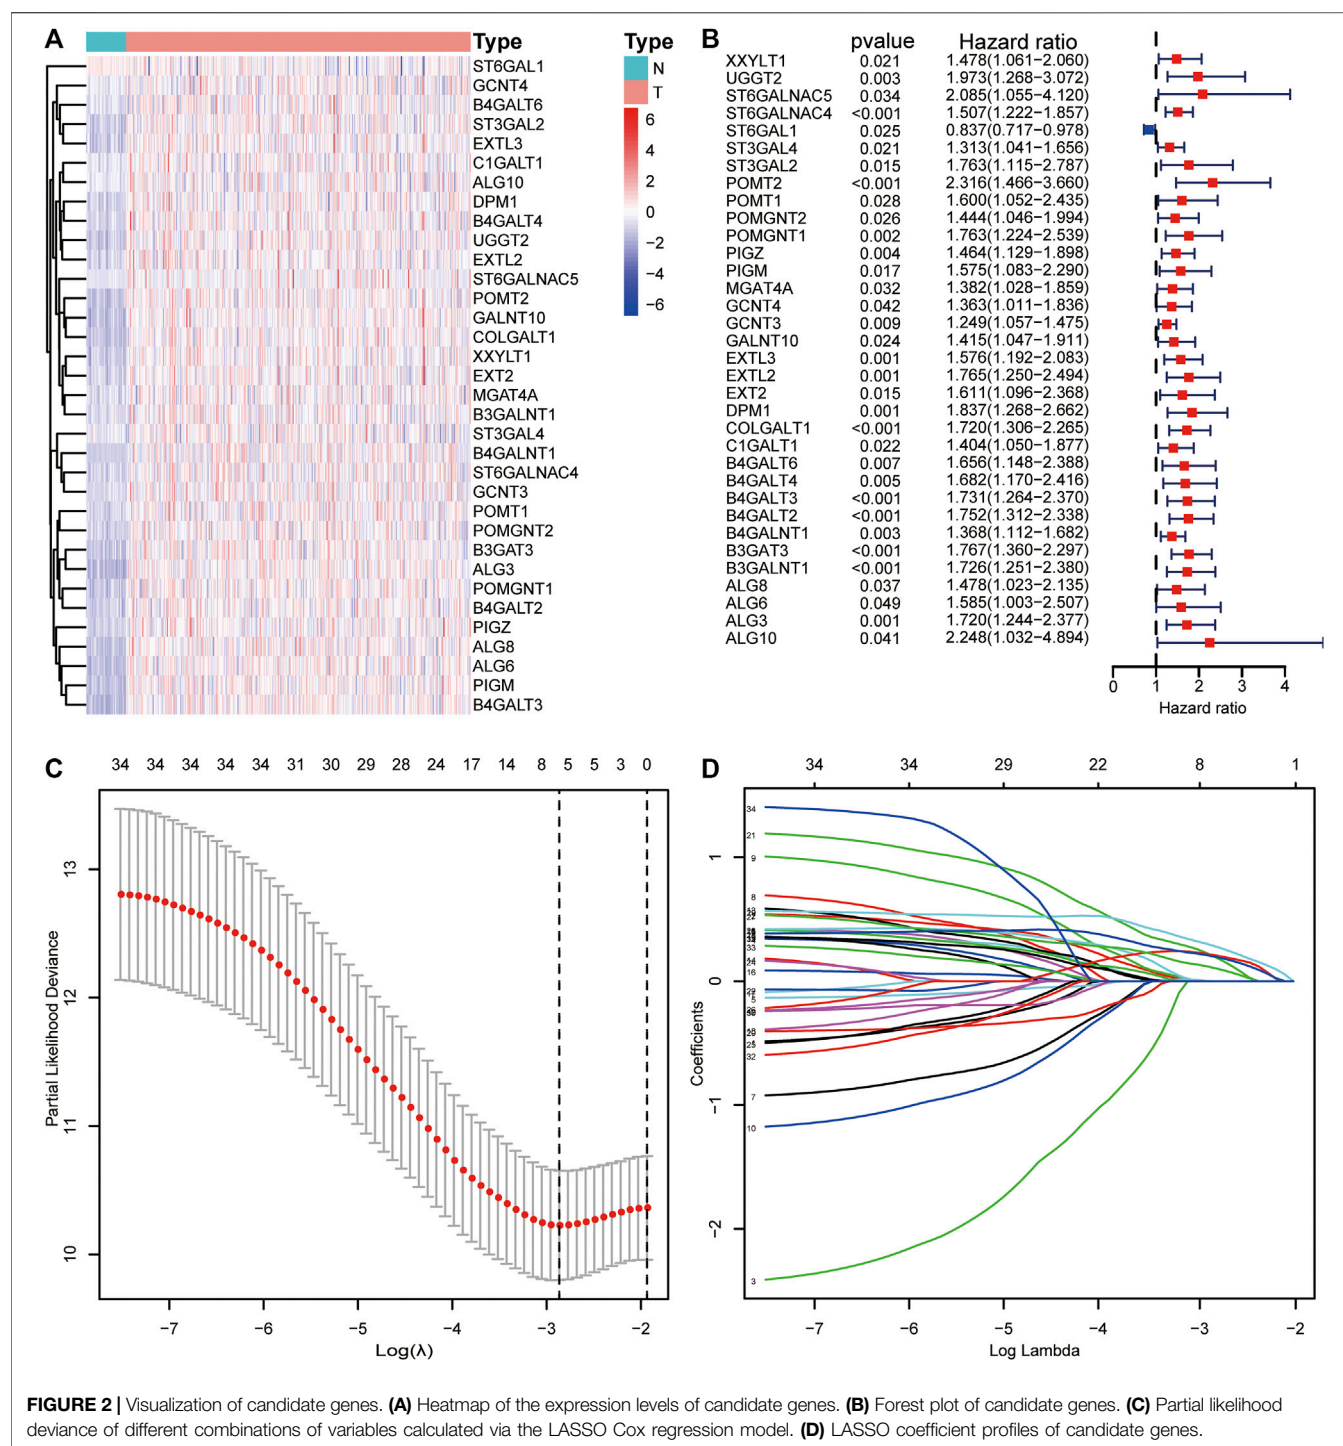 A
Type
ST6GAL1
GCNT4
B4GALT6
ST3GAL2
EXTL3
C1GALT1
ALG10
DPM1
B4GALT4
UGGT2
EXTL2
ST6GALNAC5
POMT2
GALNT10
COLGALT1
XXYLT1
EXT2
MGAT4A
B3GALNT1
ST3GAL4
B4GALNT1
ST6GALNAC4
GCNT3
POMT1
POMGNT2
B3GAT3
ALG3
POMGNT1
B4GALT2
PIGZ
ALG8
ALG6
PIGM
B4GALT3
Type
N
T
6
4
2
0
−2
−4
−6
B
pvalue Hazard ratio
XXYLT1 0.021 1.478(1.061−2.060)
UGGT2 0.003 1.973(1.268−3.072)
ST6GALNAC5 0.034 2.085(1.055−4.120)
ST6GALNAC4 <0.001 1.507(1.222−1.857)
ST6GAL1 0.025 0.837(0.717−0.978)
ST3GAL4 0.021 1.313(1.041−1.656)
ST3GAL2 0.015 1.763(1.115−2.787)
POMT2 <0.001 2.316(1.466−3.660)
POMT1 0.028 1.600(1.052−2.435)
POMGNT2 0.026 1.444(1.046−1.994)
POMGNT1 0.002 1.763(1.224−2.539)
PIGZ 0.004 1.464(1.129−1.898)
PIGM 0.017 1.575(1.083−2.290)
MGAT4A 0.032 1.382(1.028−1.859)
GCNT4 0.042 1.363(1.011−1.836)
GCNT3 0.009 1.249(1.057−1.475)
GALNT10 0.024 1.415(1.047−1.911)
EXTL3 0.001 1.576(1.192−2.083)
EXTL2 0.001 1.765(1.250−2.494)
EXT2 0.015 1.611(1.096−2.368)
DPM1 0.001 1.837(1.268−2.662)
COLGALT1 <0.001 1.720(1.306−2.265)
C1GALT1 0.022 1.404(1.050−1.877)
B4GALT6 0.007 1.656(1.148−2.388)
B4GALT4 0.005 1.682(1.170−2.416)
B4GALT3 <0.001 1.731(1.264−2.370)
B4GALT2 <0.001 1.752(1.312−2.338)
B4GALNT1 0.003 1.368(1.112−1.682)
B3GAT3 <0.001 1.767(1.360−2.297)
B3GALNT1 <0.001 1.726(1.251−2.380)
ALG8 0.037 1.478(1.023−2.135)
ALG6 0.049 1.585(1.003−2.507)
ALG3 0.001 1.720(1.244−2.377)
ALG10 0.041 2.248(1.032−4.894)
0 1 2 3 4
Hazard ratio
C
34 34 34 34 34 31 30 29 28 24 17 14 8 5 5 3 0
Partial Likelihood Deviance
13
12
11
10
−7 −6 −5 −4 −3 −2
Log(λ)
D
34 34 29 22 8 1
Coefficients
1
0
−1
−2
34
21
9
8
33
16
32
7
10
3
−7 −6 −5 −4 −3 −2
Log Lambda
FIGURE 2 | Visualization of candidate genes. (A) Heatmap of the expression levels of candidate genes. (B) Forest plot of candidate genes. (C) Partial likelihood
deviance of different combinations of variables calculated via the LASSO Cox regression model. (D) LASSO coefficient profiles of candidate genes.